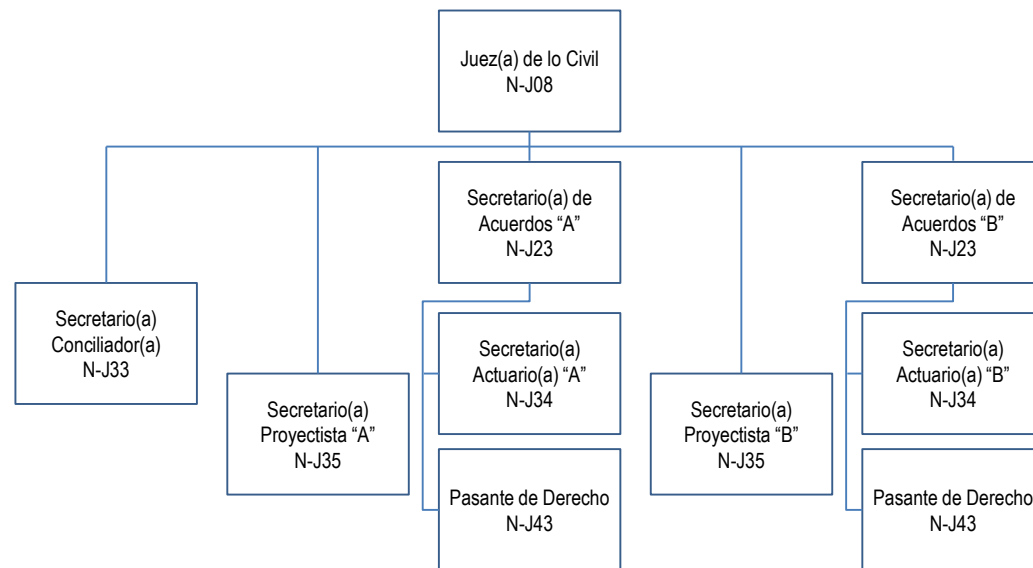 Juez(a) de lo Civil
N-J08
Secretario(a) de
Acuerdos “A”
N-J23
Secretario(a) de
Acuerdos “B”
N-J23
Secretario(a)
Conciliador(a)
N-J33
Secretario(a)
Actuario(a) “A”
N-J34
Secretario(a)
Actuario(a) “B”
N-J34
Secretario(a)
Proyectista “A”
N-J35
Secretario(a)
Proyectista “B”
N-J35
Pasante de Derecho
N-J43
Pasante de Derecho
N-J43